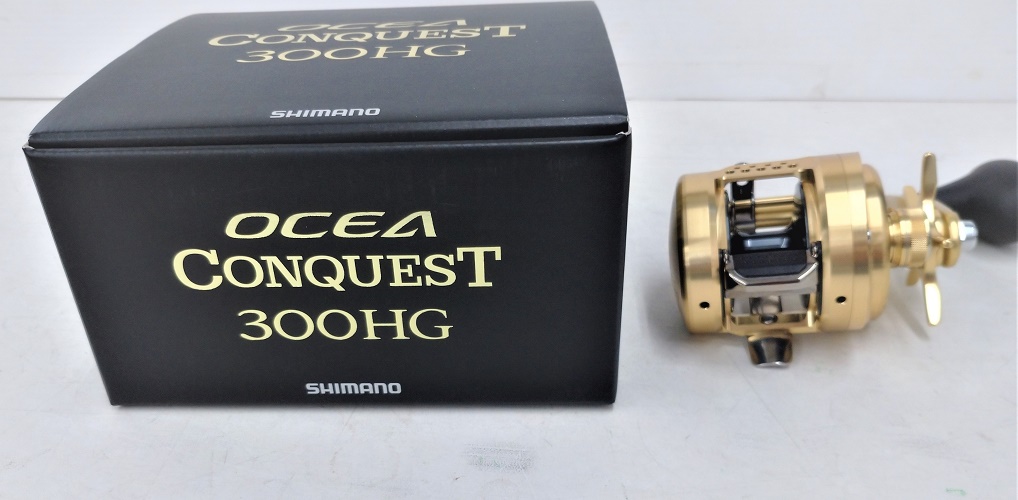 OCEA
CONQUEST
300HG
SHIMANO
OCEA
CONQUEST
300HG
SHIMANO